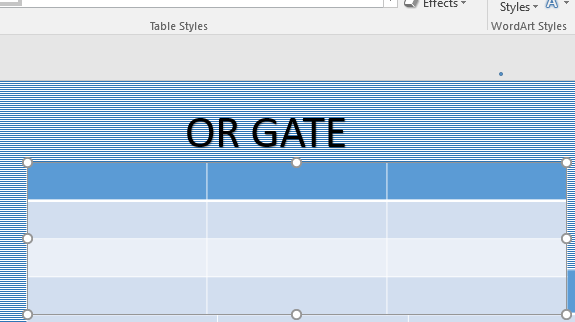 Effects
Styles
A
Table Styles
WordArt Styles
OR GATE